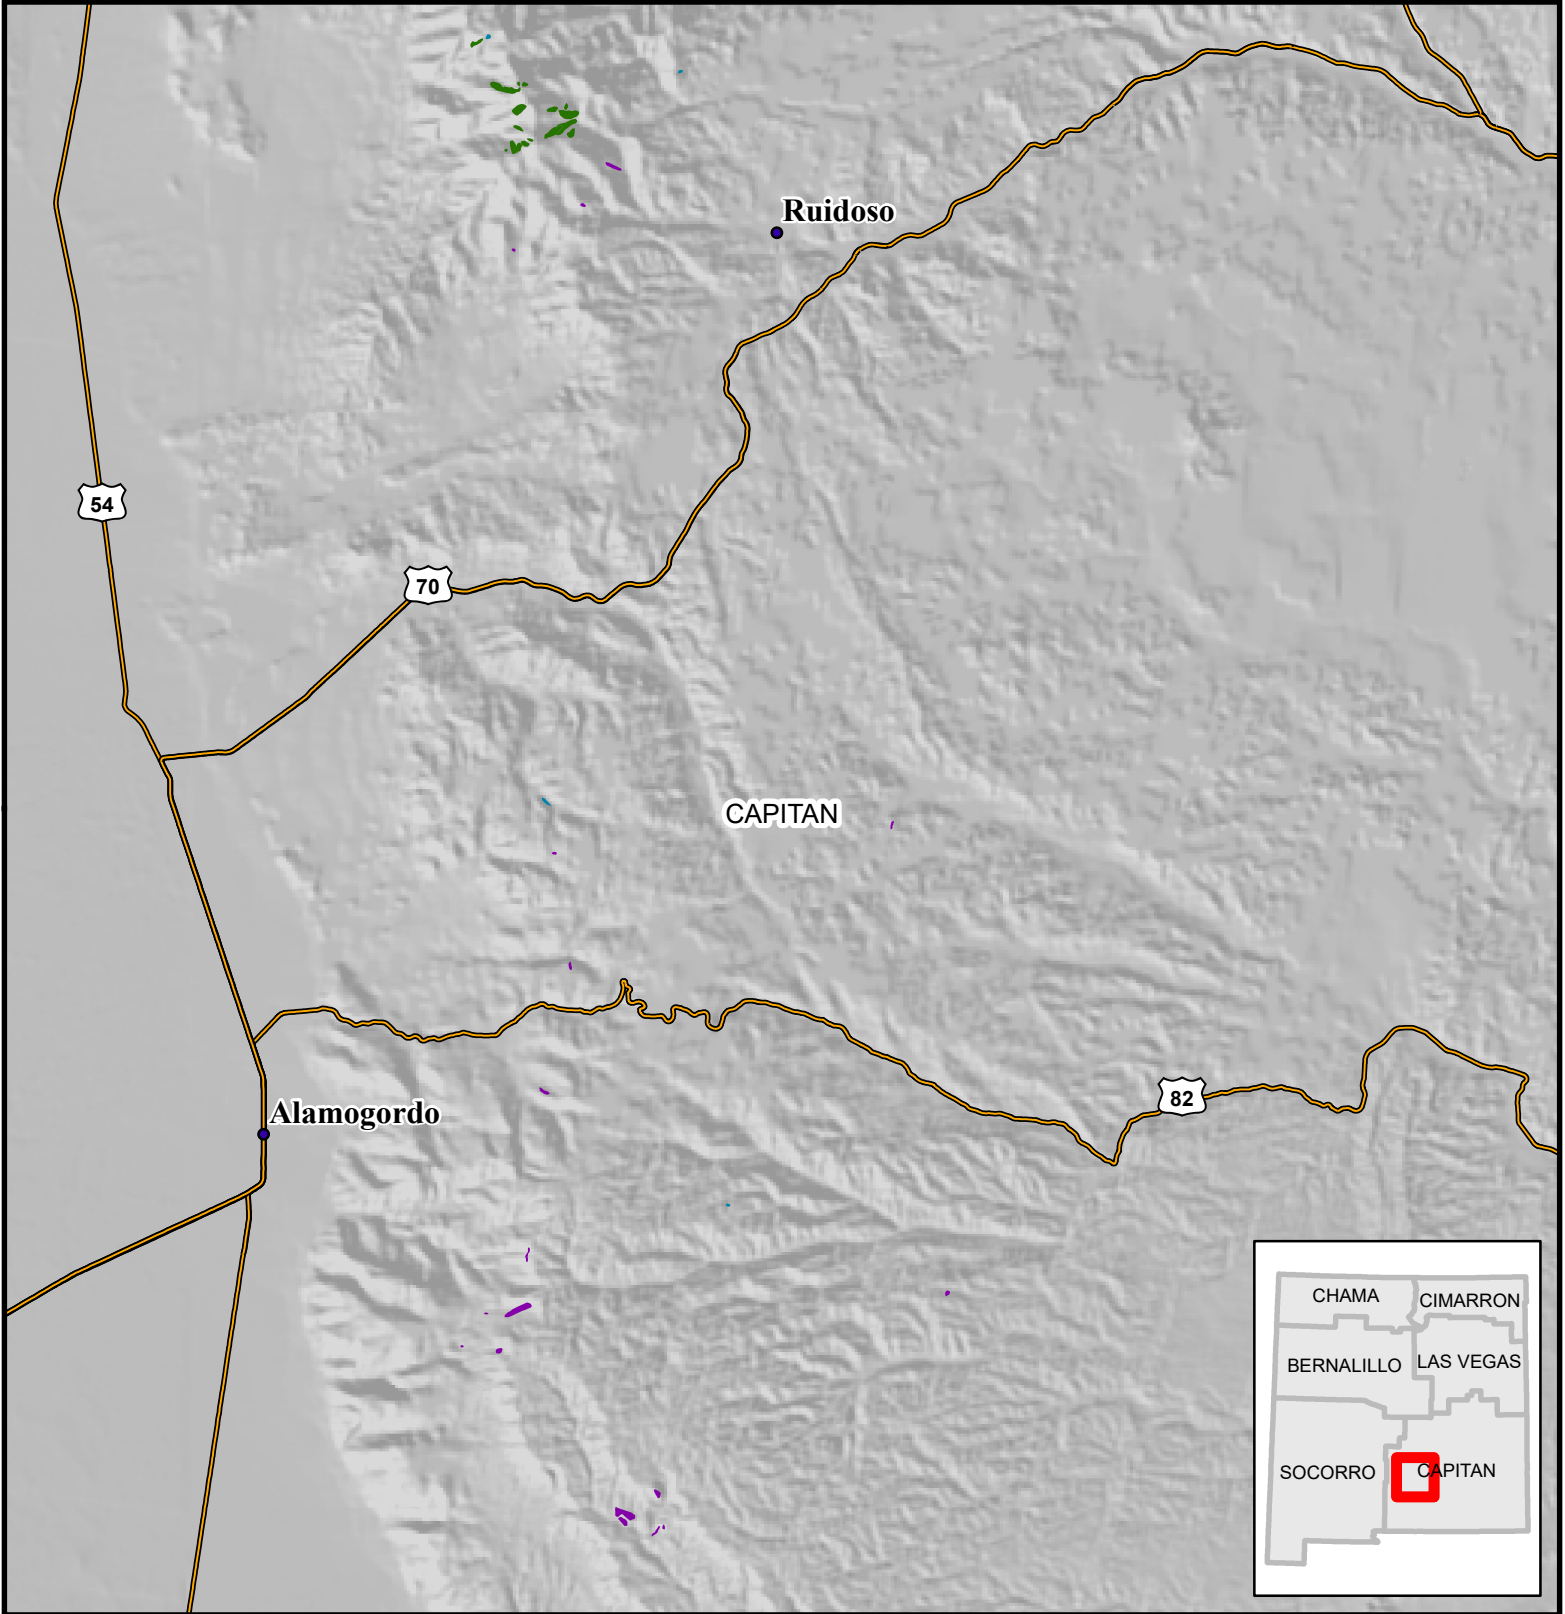 Ruidoso
54
70
CAPITAN
82
Alamogordo
CHAMA
CIMARRON
BERNALILLO
LAS VEGAS
SOCORRO
CAPITAN